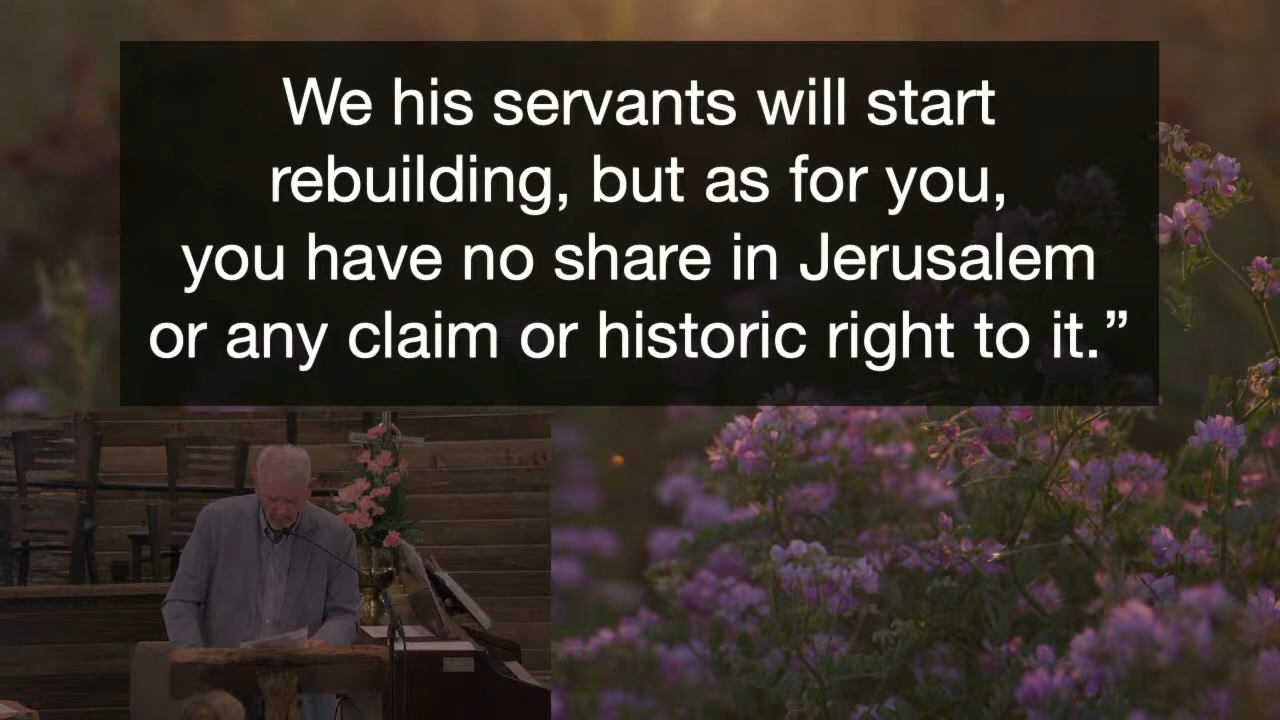 We his servants will start
rebuilding, but as for you,
you have no share in Jerusalem
or any claim or historic right to it.”